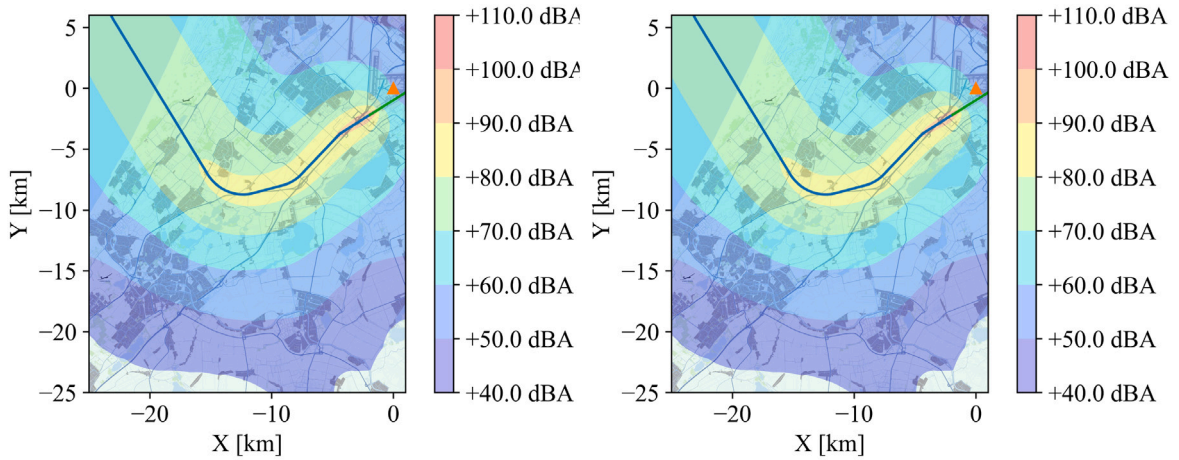 5
0
−5
−10
−15
−20
−25
Y [km]
−20
−10
0
X [km]
+110.0 dBA
+100.0 dBA
+90.0 dBA
+80.0 dBA
+70.0 dBA
+60.0 dBA
+50.0 dBA
+40.0 dBA
5
0
−5
−10
−15
−20
−25
Y [km]
−20
−10
0
X [km]
+110.0 dBA
+100.0 dBA
+90.0 dBA
+80.0 dBA
+70.0 dBA
+60.0 dBA
+50.0 dBA
+40.0 dBA